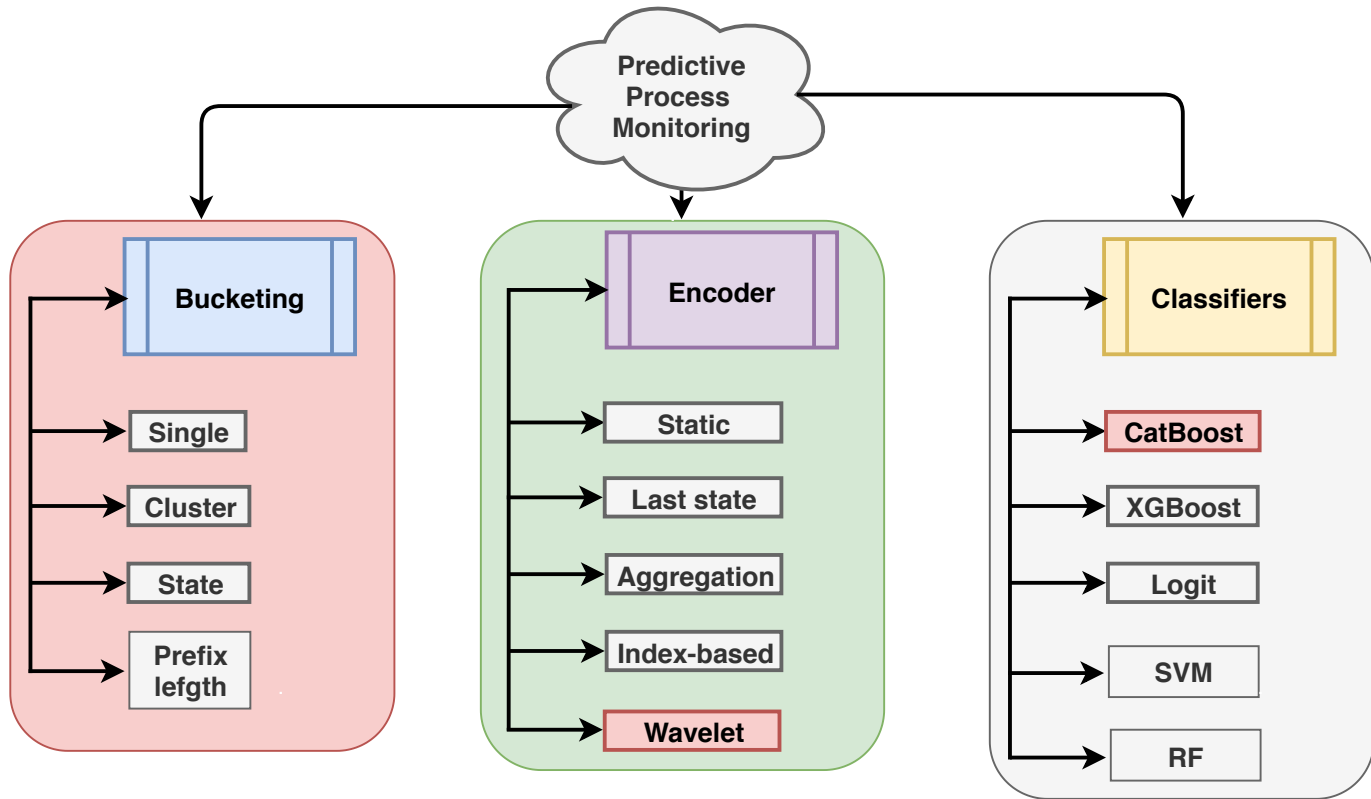 Predictive
Process
Monitoring
Bucketing
Single
Cluster
State
Prefix
lefgth
Encoder
Static
Last state
Aggregation
Index-based
Wavelet
Classifiers
CatBoost
XGBoost
Logit
SVM
RF